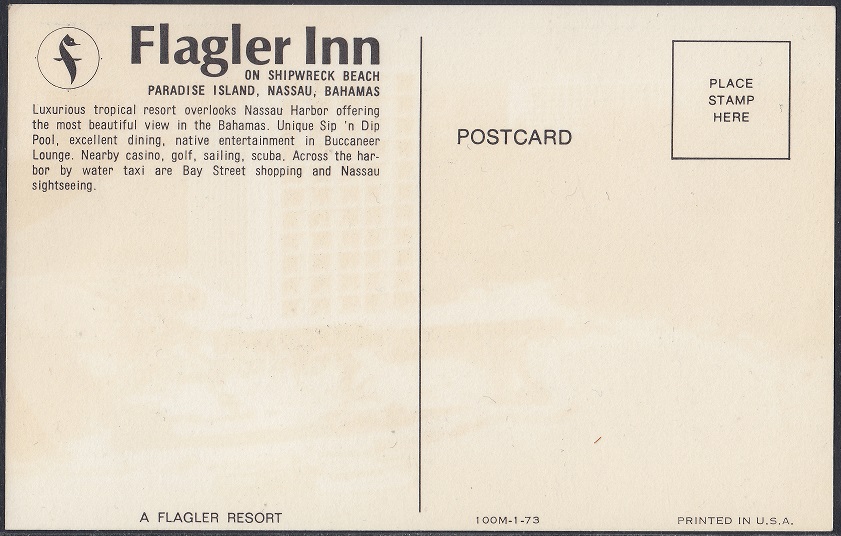 Flagler Inn
ON SHIPWRECK BEACH
PARADISE ISLAND, NASSAU, BAHAMAS
Luxurious tropical resort overlooks Nassau Harbor offering
the most beautiful view in the Bahamas. Unique Sip 'n Dip
Pool, excellent dining, native entertainment in Buccaneer
Lounge. Nearby casino, golf, sailing, scuba. Across the har-
bor by water taxi are Bay Street shopping and Nassau
sightseeing.
A FLAGLER RESORT
POSTCARD
PLACE
STAMP
HERE
100M-1-73
PRINTED IN U.S.A.